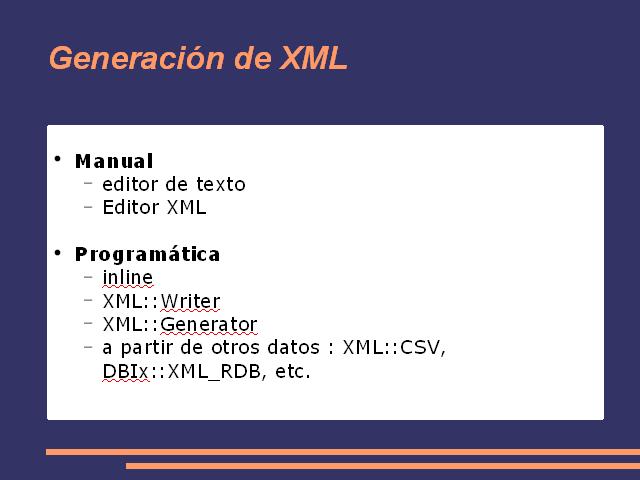 Generación de XML
• Manual
– editor de texto
– Editor XML
• Programática
– inline
– XML::Writer
– XML::Generator
– a partir de otros datos : XML::CSV,
DBIx::XML_RDB, etc.